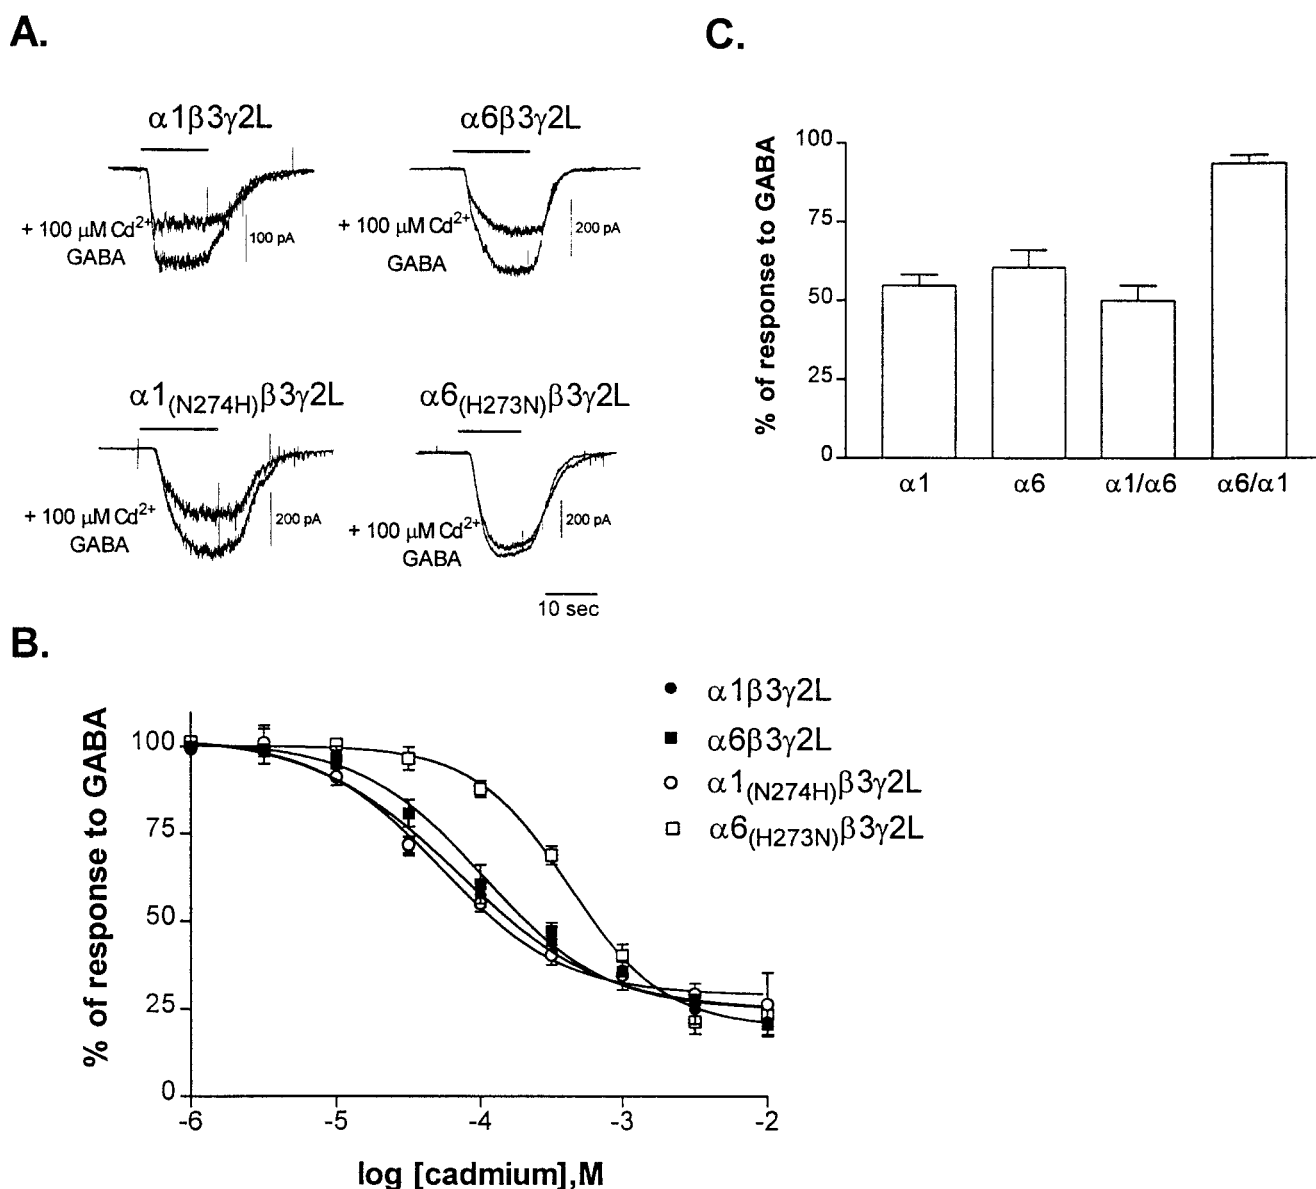 A.
α1β3γ2L
+ 100 μM Cd²⁺
GABA
100 pA
α6β3γ2L
+ 100 μM Cd²⁺
GABA
200 pA
α1(N274H)β3γ2L
+ 100 μM Cd²⁺
GABA
200 pA
α6(H273N)β3γ2L
+ 100 μM Cd²⁺
GABA
200 pA
10 sec
C.
% of response to GABA
100
75
50
25
0
α1 α6 α1/α6 α6/α1
B.
% of response to GABA
100
75
50
25
0
-6 -5 -4 -3 -2
log [cadmium],M
α1β3γ2L
α6β3γ2L
α1(N274H)β3γ2L
α6(H273N)β3γ2L